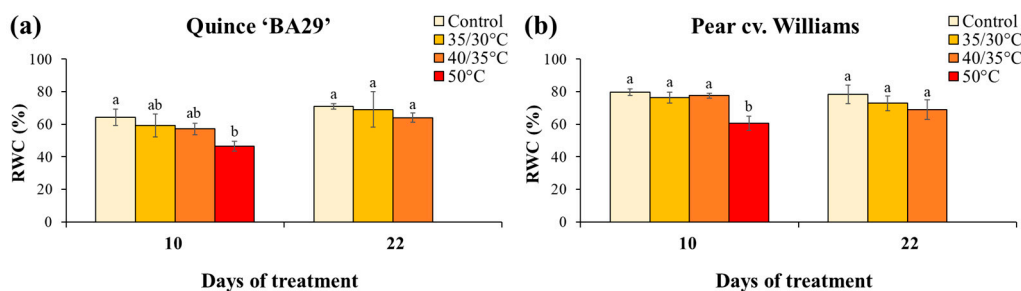 (a)
Quince ‘BA29’
Control
35/30°C
40/35°C
50°C
RWC (%)
100
80
60
40
20
0
a
ab
ab
b
a
a
a
10
22
Days of treatment
(b)
Pear cv. Williams
Control
35/30°C
40/35°C
50°C
RWC (%)
100
80
60
40
20
0
a
a
a
b
a
a
a
10
22
Days of treatment